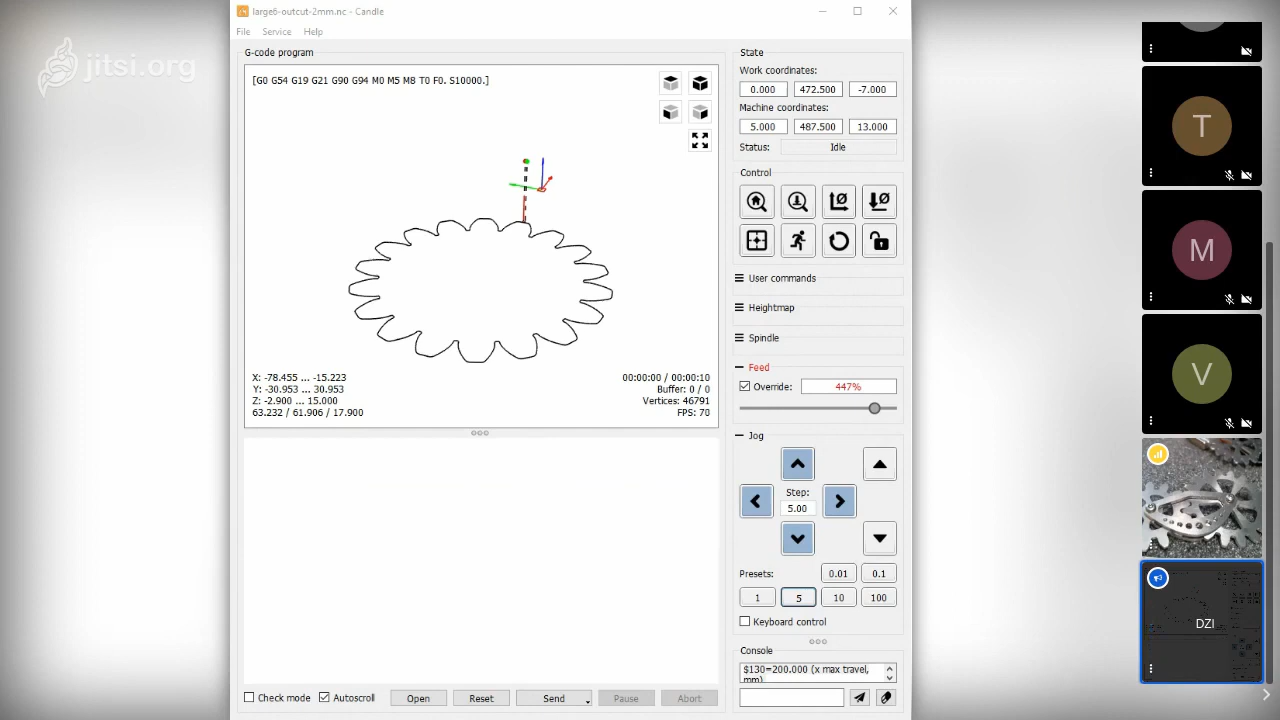 large6-outcut-2mm.nc - Candle
File Service Help
jitsi.org
G-code program
[G0 G54 G19 G21 G90 G94 M0 M5 M8 T0 F0. S10000.]
X: -78.455 ... -15.223
Y: -30.953 ... 30.953
Z: -2.900 ... 15.000
63.232 / 61.906 / 17.900
00:00:00 / 00:00:10
Buffer: 0 / 0
Vertices: 46791
FPS: 70
Check mode Autoscroll Open Reset Send Pause Abort
State
Work coordinates:
0.000 472.500 -7.000
Machine coordinates:
5.000 487.500 13.000
Status: Idle
Control
User commands
Heightmap
Spindle
Feed
Override: 447%
Jog
Step:
5.00
Presets: 0.01 0.1
1 5 10 100
Keyboard control
Console
$130=200.000 (x max travel,
mm)
T
M
V
DZI